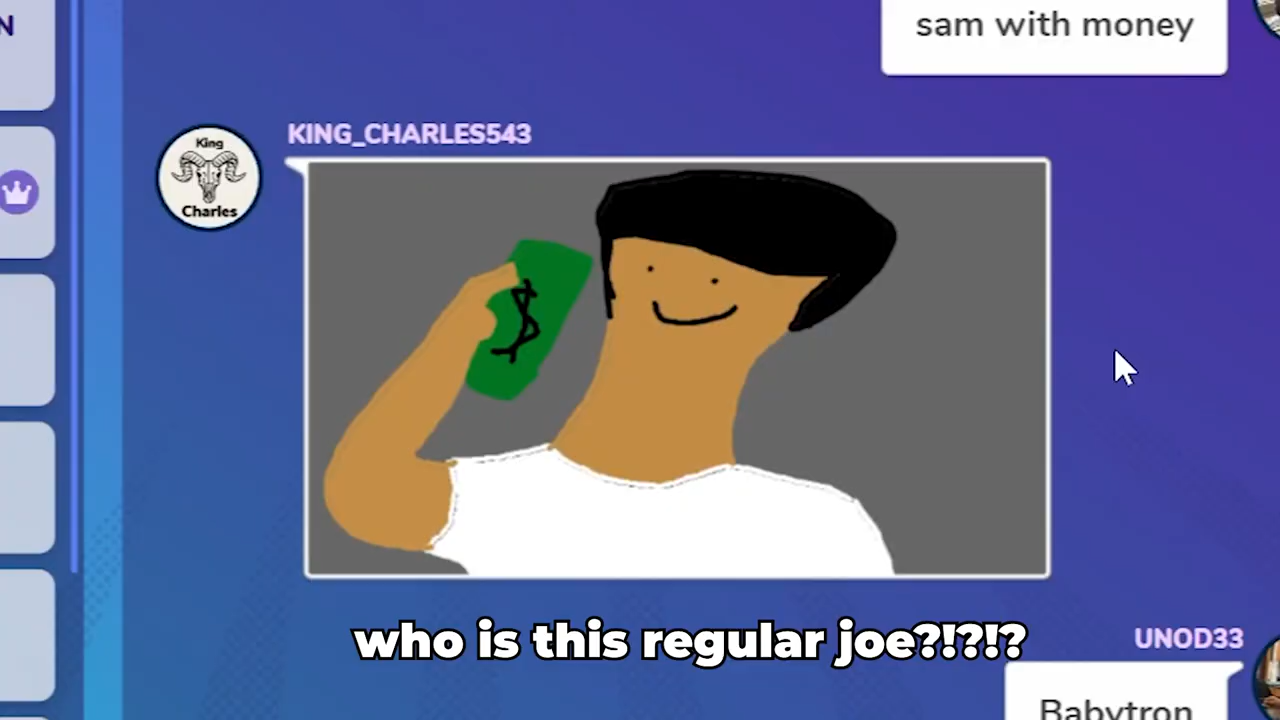 N
sam with money
KING_CHARLES543
King
Charles
$
who is this regular joe?!?!?
UNOD33
Babytron